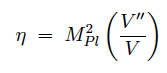 η = M_{Pl}^2 (V''/V)